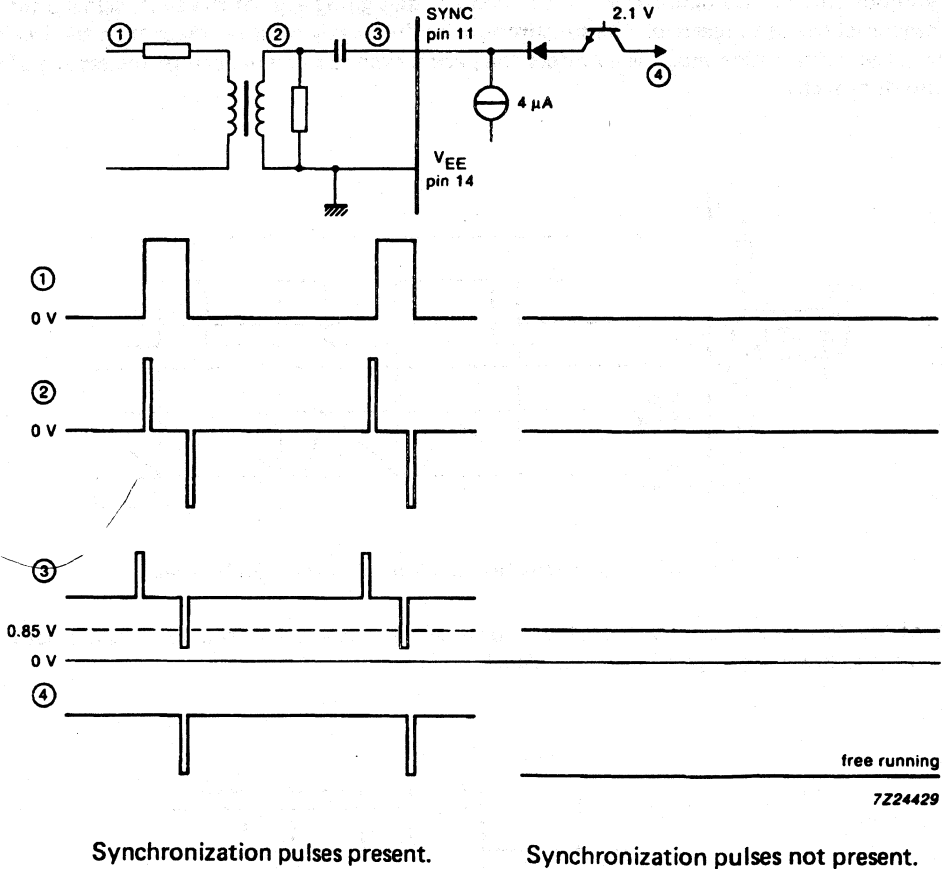 SYNC
pin 11
2.1 V
1
2
3
4
4 µA
VEE
pin 14
1
0 V
2
0 V
3
0.85 V
0 V
4
free running
7Z24429
Synchronization pulses present.
Synchronization pulses not present.